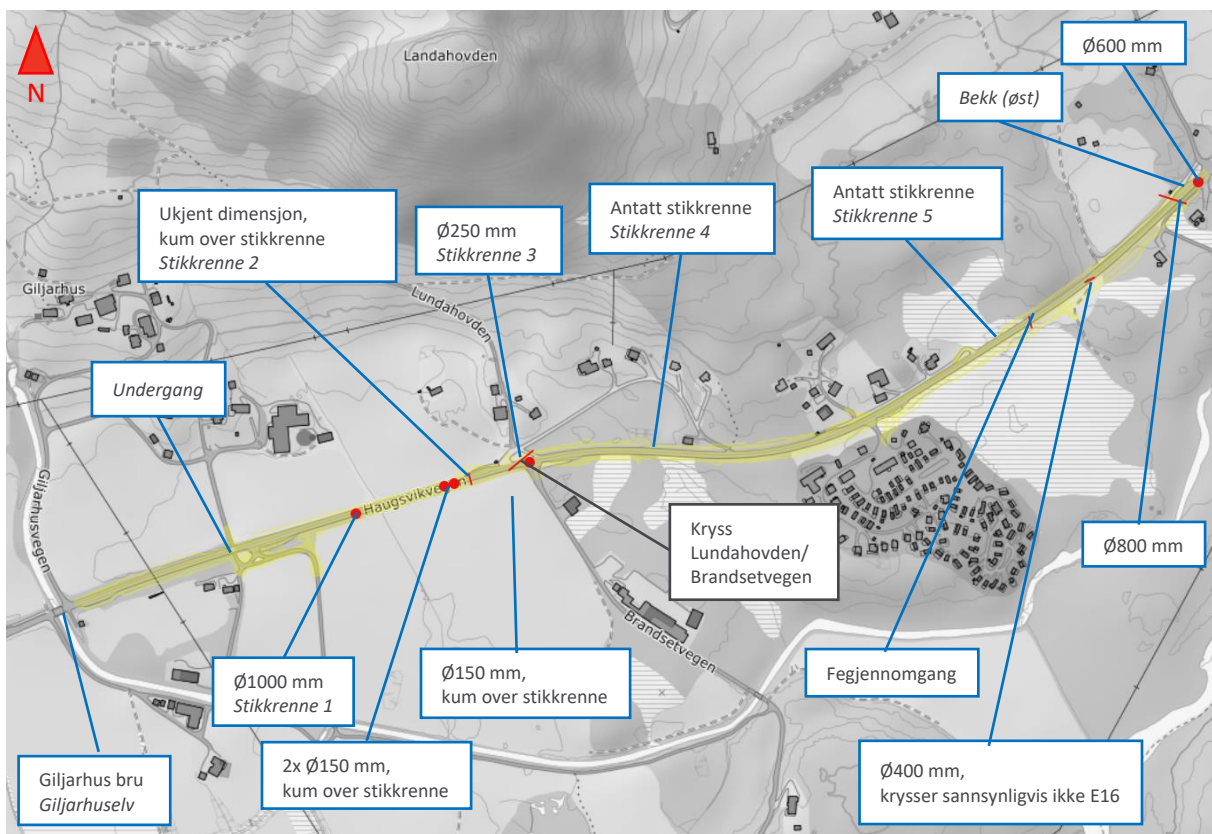 Ø600 mm
Landahovden
N
Bekk (øst)
Ukjent dimensjon,
kum over stikkrenne
Stikkrenne 2
Ø250 mm
Stikkrenne 3
Antatt stikkrenne
Stikkrenne 4
Antatt stikkrenne
Stikkrenne 5
Giljarhus
Lundahovden
Undergang
Giljarhusvegen
Haugsvikvegen
Kryss
Lundahovden/
Brandsetvegen
Ø800 mm
Brandsetvegen
Ø1000 mm
Stikkrenne 1
Ø150 mm,
kum over stikkrenne
Fegjennomgang
Giljarhus bru
Giljarhuselv
2x Ø150 mm,
kum over stikkrenne
Ø400 mm,
krysser sannsynligvis ikke E16